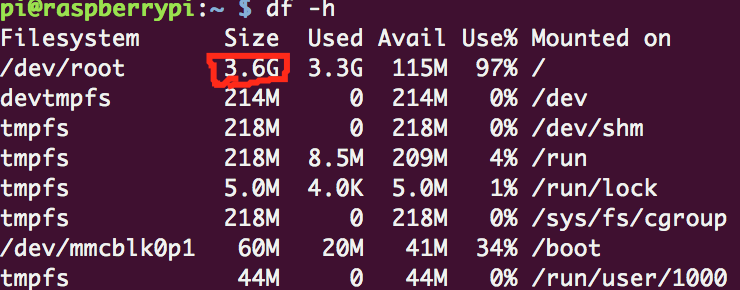 pi@raspberrypi:~ $ df -h
Filesystem Size Used Avail Use% Mounted on
/dev/root 3.6G 3.3G 115M 97% /
devtmpfs 214M 0 214M 0% /dev
tmpfs 218M 0 218M 0% /dev/shm
tmpfs 218M 8.5M 209M 4% /run
tmpfs 5.0M 4.0K 5.0M 1% /run/lock
tmpfs 218M 0 218M 0% /sys/fs/cgroup
/dev/mmcblk0p1 60M 20M 41M 34% /boot
tmpfs 44M 0 44M 0% /run/user/1000